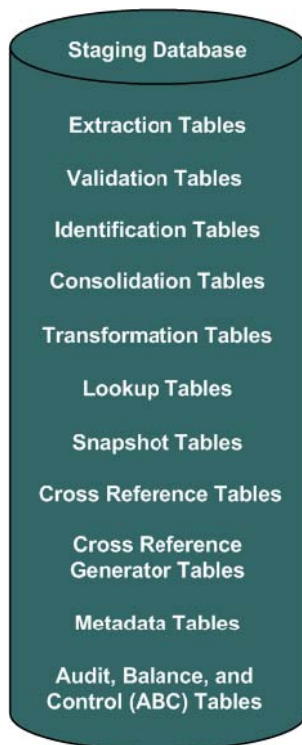 Staging Database
Extraction Tables
Validation Tables
Identification Tables
Consolidation Tables
Transformation Tables
Lookup Tables
Snapshot Tables
Cross Reference Tables
Cross Reference
Generator Tables
Metadata Tables
Audit, Balance, and
Control (ABC) Tables